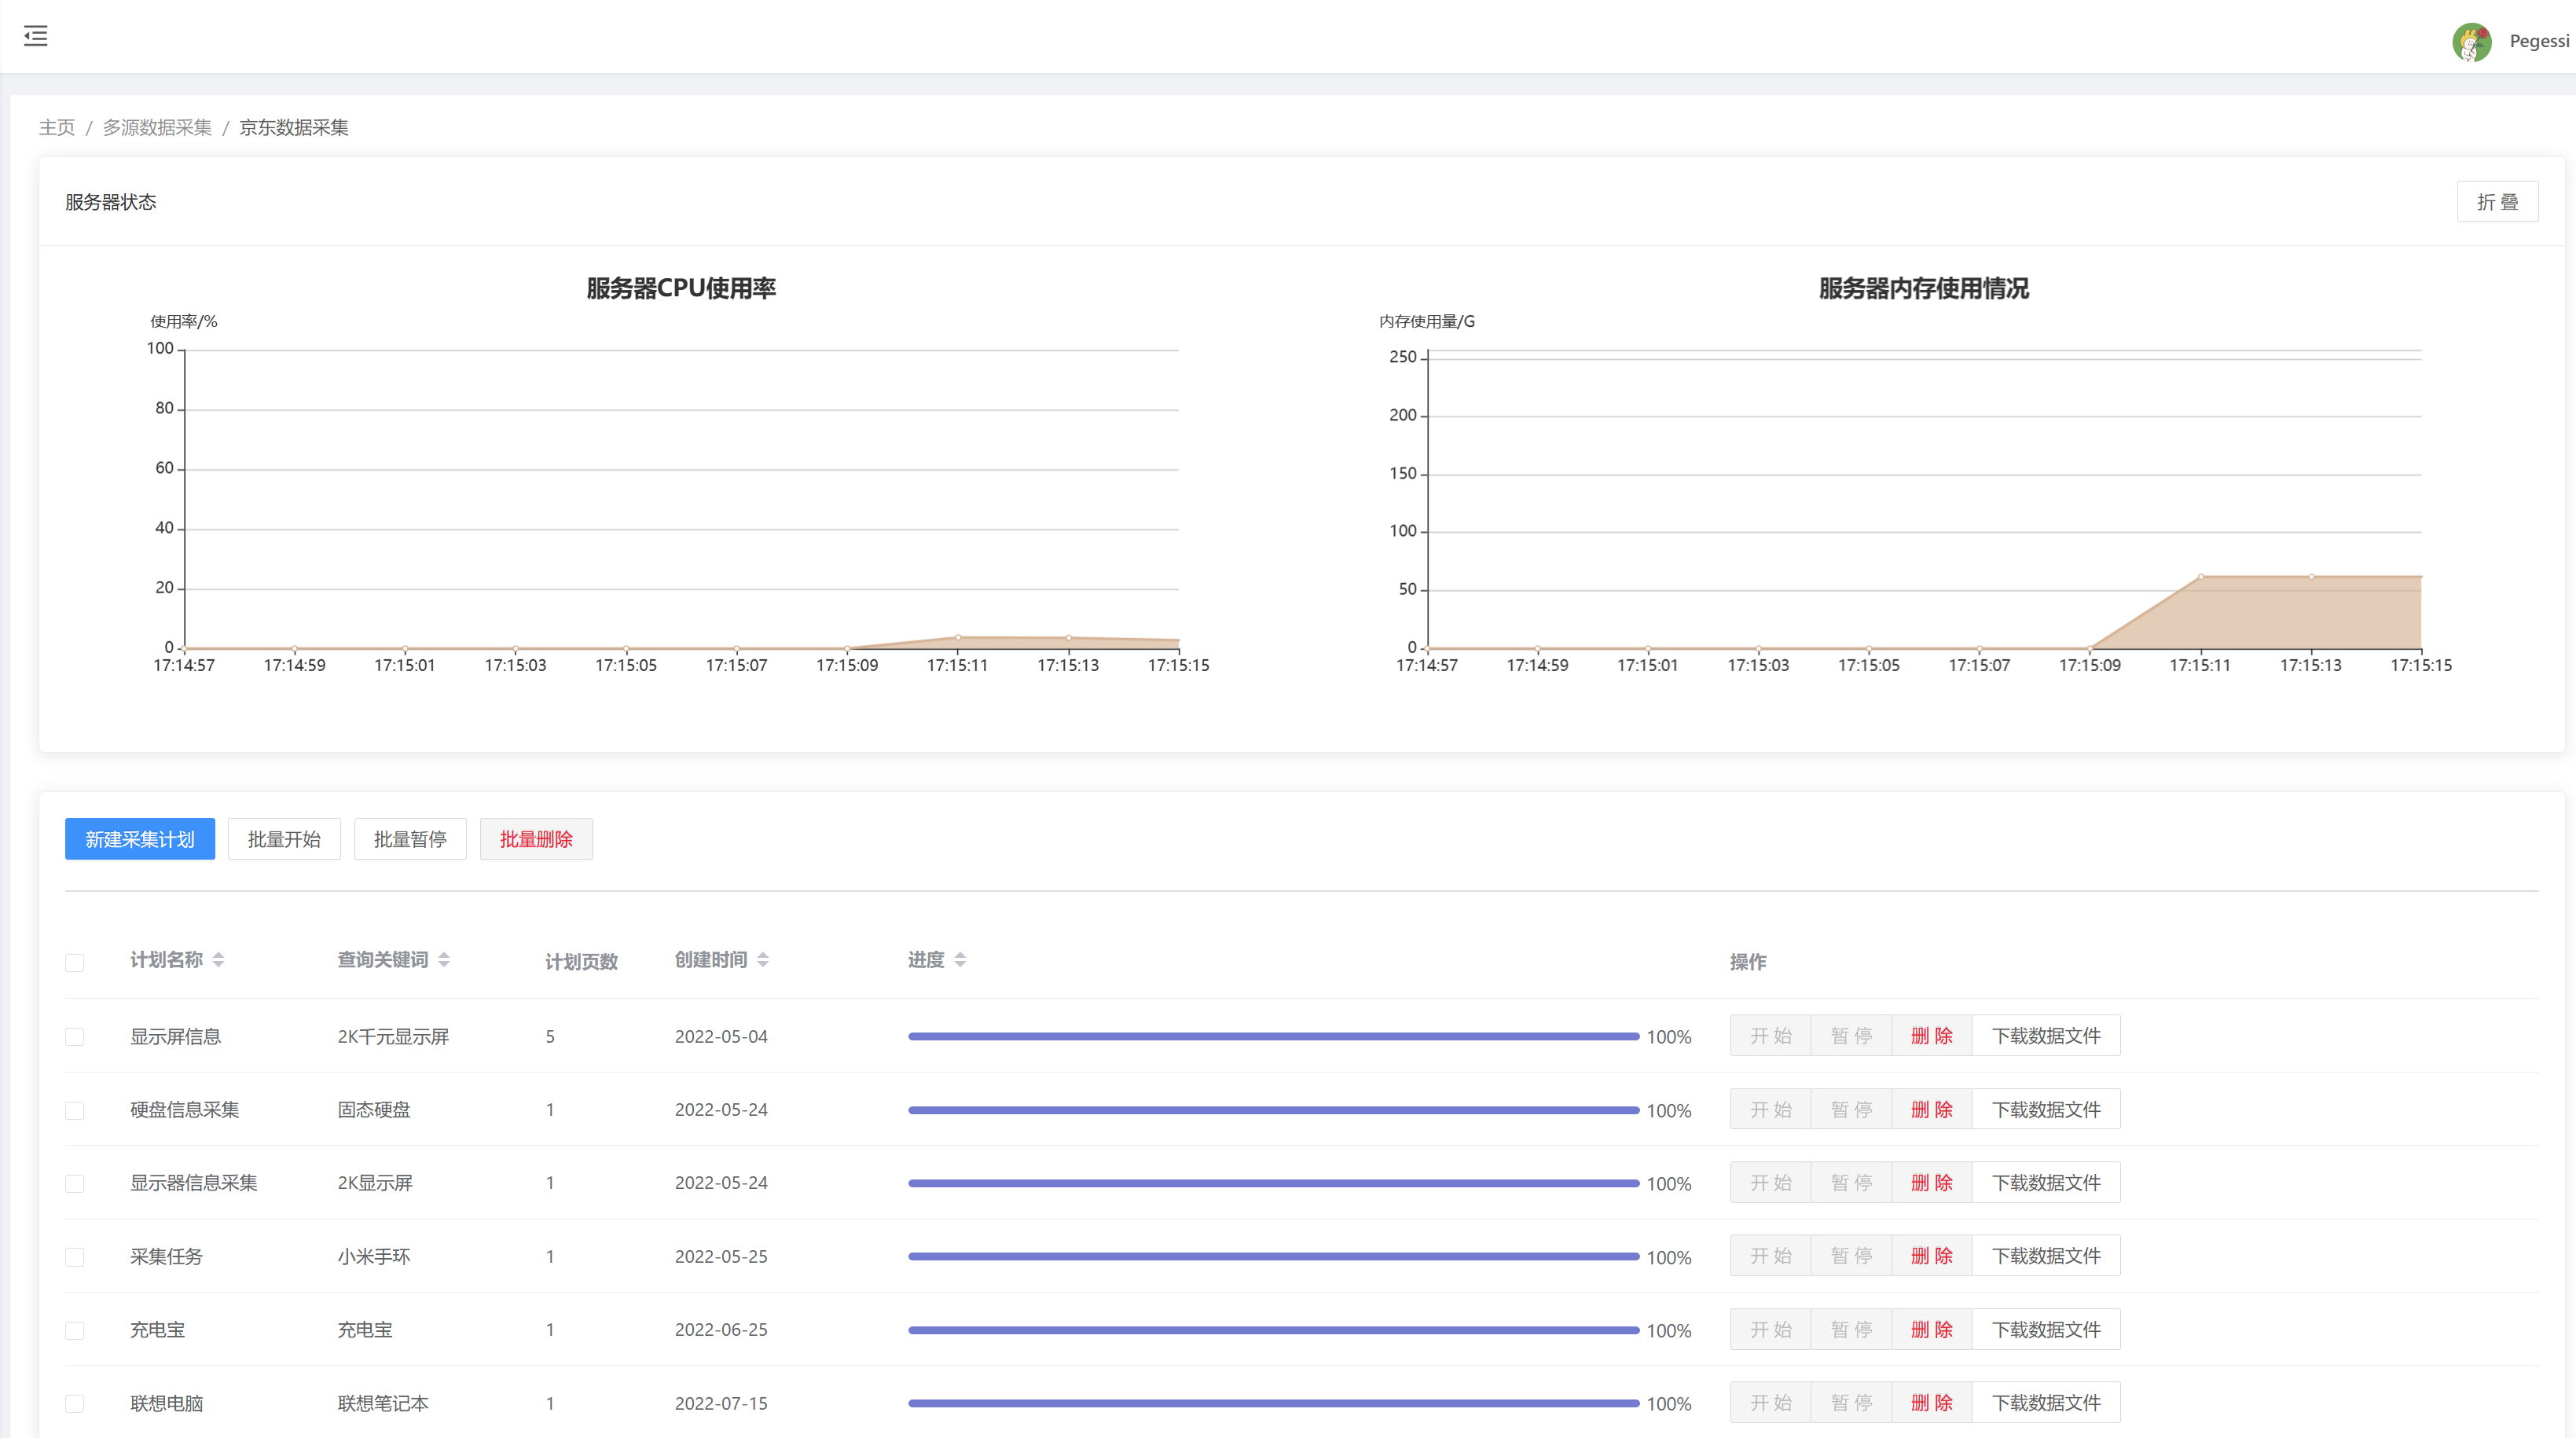 Pegessi
主页 / 多源数据采集 / 京东数据采集
服务器状态
折 叠
服务器CPU使用率
使用率/%
100
80
60
40
20
0
17:14:57 17:14:59 17:15:01 17:15:03 17:15:05 17:15:07 17:15:09 17:15:11 17:15:13 17:15:15
服务器内存使用情况
内存使用量/G
250
200
150
100
50
0
17:14:57 17:14:59 17:15:01 17:15:03 17:15:05 17:15:07 17:15:09 17:15:11 17:15:13 17:15:15
新建采集计划 批量开始 批量暂停 批量删除
计划名称 查询关键词 计划页数 创建时间 进度 操作
显示屏信息 2K千元显示屏 5 2022-05-04 100% 开 始 暂 停 删 除 下载数据文件
硬盘信息采集 固态硬盘 1 2022-05-24 100% 开 始 暂 停 删 除 下载数据文件
显示器信息采集 2K显示屏 1 2022-05-24 100% 开 始 暂 停 删 除 下载数据文件
采集任务 小米手环 1 2022-05-25 100% 开 始 暂 停 删 除 下载数据文件
充电宝 充电宝 1 2022-06-25 100% 开 始 暂 停 删 除 下载数据文件
联想电脑 联想笔记本 1 2022-07-15 100% 开 始 暂 停 删 除 下载数据文件